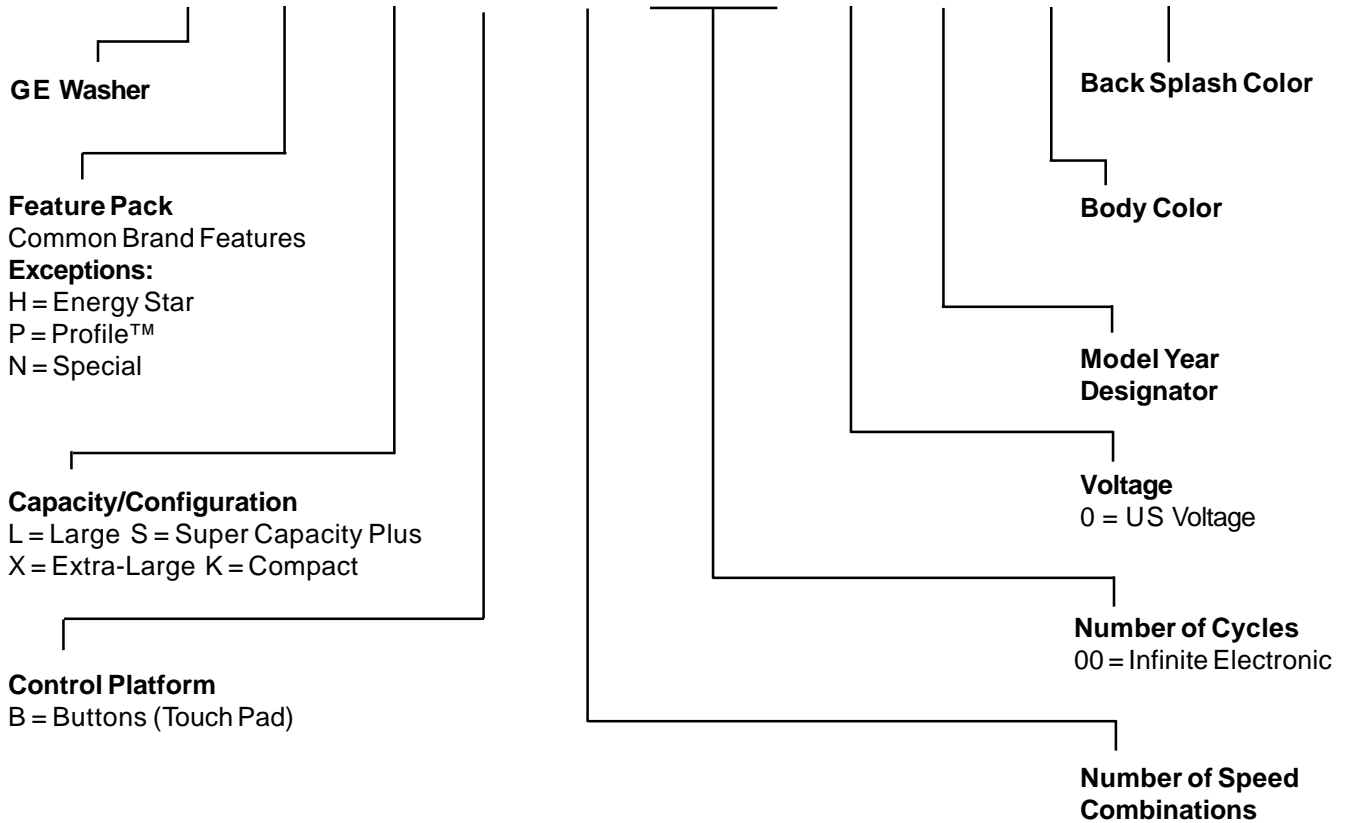 GE Washer
Feature Pack
Common Brand Features
Exceptions:
H = Energy Star
P = Profile™
N = Special
Capacity/Configuration
L = Large S = Super Capacity Plus
X = Extra-Large K = Compact
Control Platform
B = Buttons (Touch Pad)
Back Splash Color
Body Color
Model Year
Designator
Voltage
0 = US Voltage
Number of Cycles
00 = Infinite Electronic
Number of Speed
Combinations